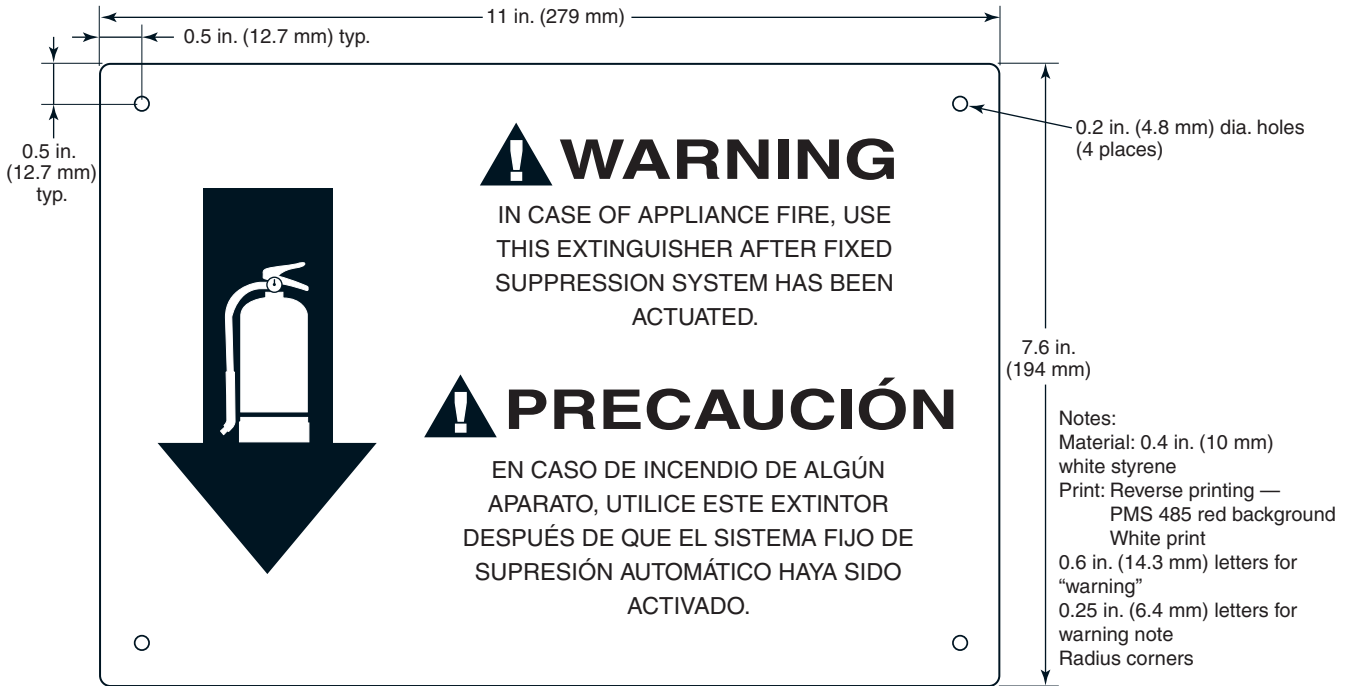 11 in. (279 mm)
0.5 in. (12.7 mm) typ.
0.5 in.
(12.7 mm)
typ.
0.2 in. (4.8 mm) dia. holes
(4 places)
! WARNING
IN CASE OF APPLIANCE FIRE, USE
THIS EXTINGUISHER AFTER FIXED
SUPPRESSION SYSTEM HAS BEEN
ACTUATED.
7.6 in.
(194 mm)
! PRECAUCIÓN
EN CASO DE INCENDIO DE ALGÚN
APARATO, UTILICE ESTE EXTINTOR
DESPUÉS DE QUE EL SISTEMA FIJO DE
SUPRESIÓN AUTOMÁTICO HAYA SIDO
ACTIVADO.
Notes:
Material: 0.4 in. (10 mm)
white styrene
Print: Reverse printing —
PMS 485 red background
White print
0.6 in. (14.3 mm) letters for
“warning”
0.25 in. (6.4 mm) letters for
warning note
Radius corners